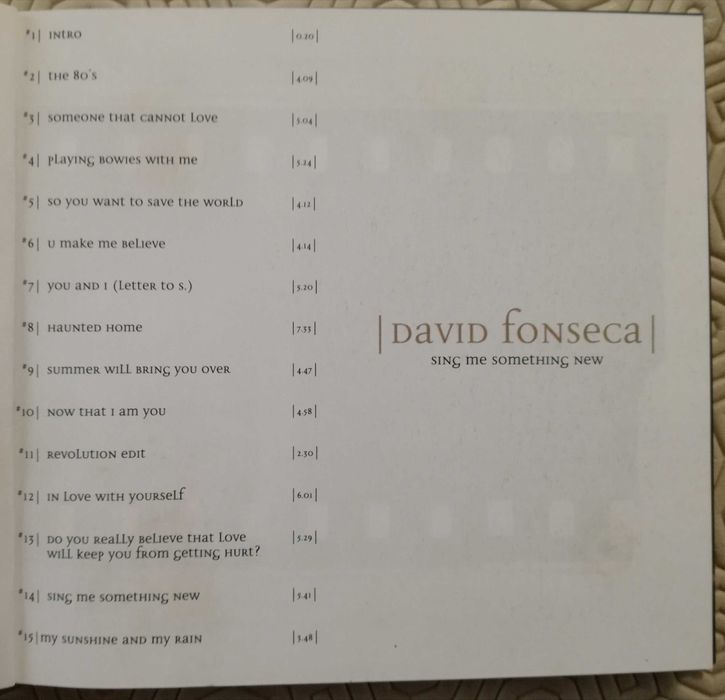 #1| INTRO |0.20|
#2| THE 80's |4.09|
#3| someone that cannot Love |5.04|
#4| playing Bowies with me |5.24|
#5| so you want to save the world |4.12|
#6| U make me Believe |4.14|
#7| you and I (Letter to s.) |5.20|
#8| Haunted Home |7.33|
#9| summer will bring you over |4.47|
#10| Now that I am you |4.58|
#11| Revolution edit |2.30|
#12| In Love with yourself |6.01|
#13| Do you Really Believe that Love |5.29|
will keep you from getting Hurt?
#14| sing me something New |5.41|
#15| my sunshine and my Rain |3.48|
|David fonseca|
sing me something New